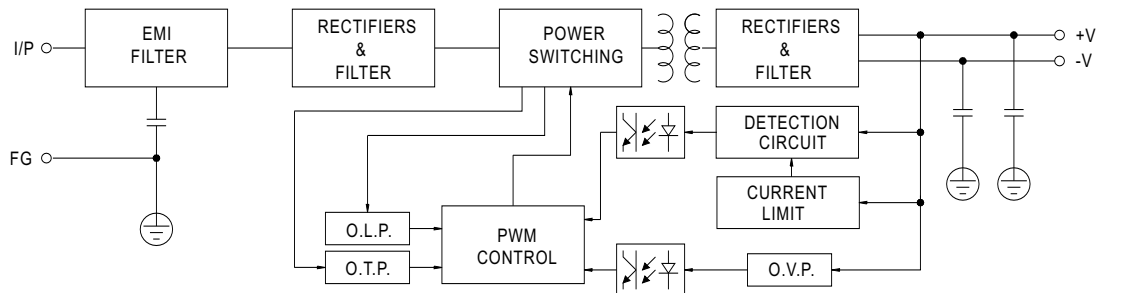 I/P
EMI
FILTER
RECTIFIERS
&
FILTER
POWER
SWITCHING
RECTIFIERS
&
FILTER
+V
-V
FG
DETECTION
CIRCUIT
CURRENT
LIMIT
O.L.P.
O.T.P.
PWM
CONTROL
O.V.P.